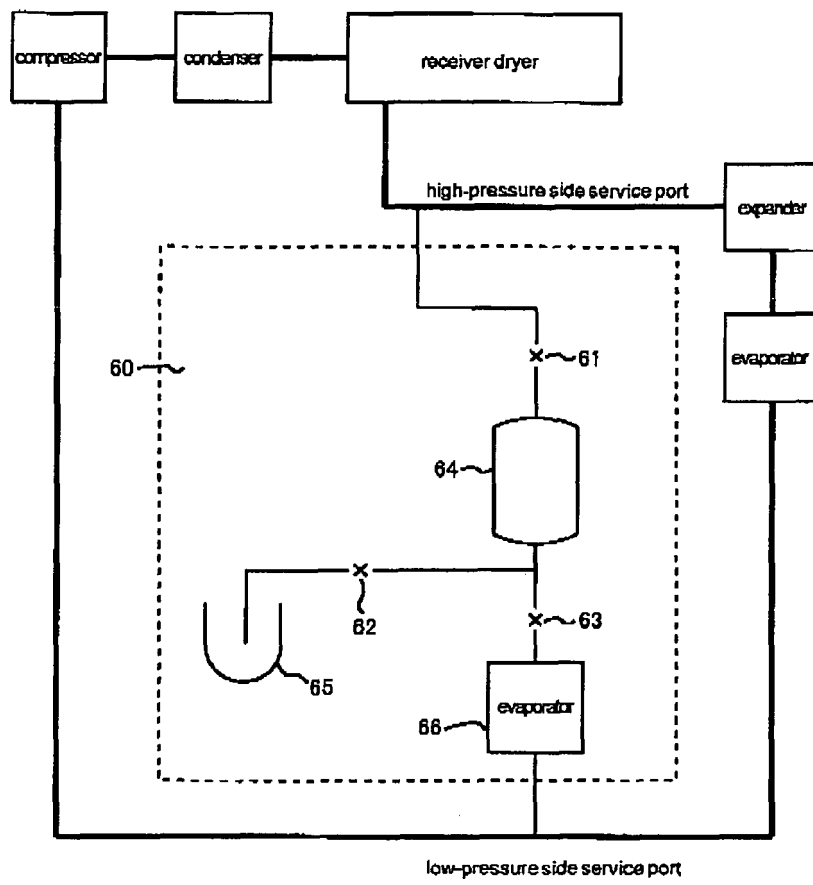 compressor
condenser
receiver dryer
high-pressure side service port
expander
evaporator
60
61
64
62
63
65
66
evaporator
low-pressure side service port